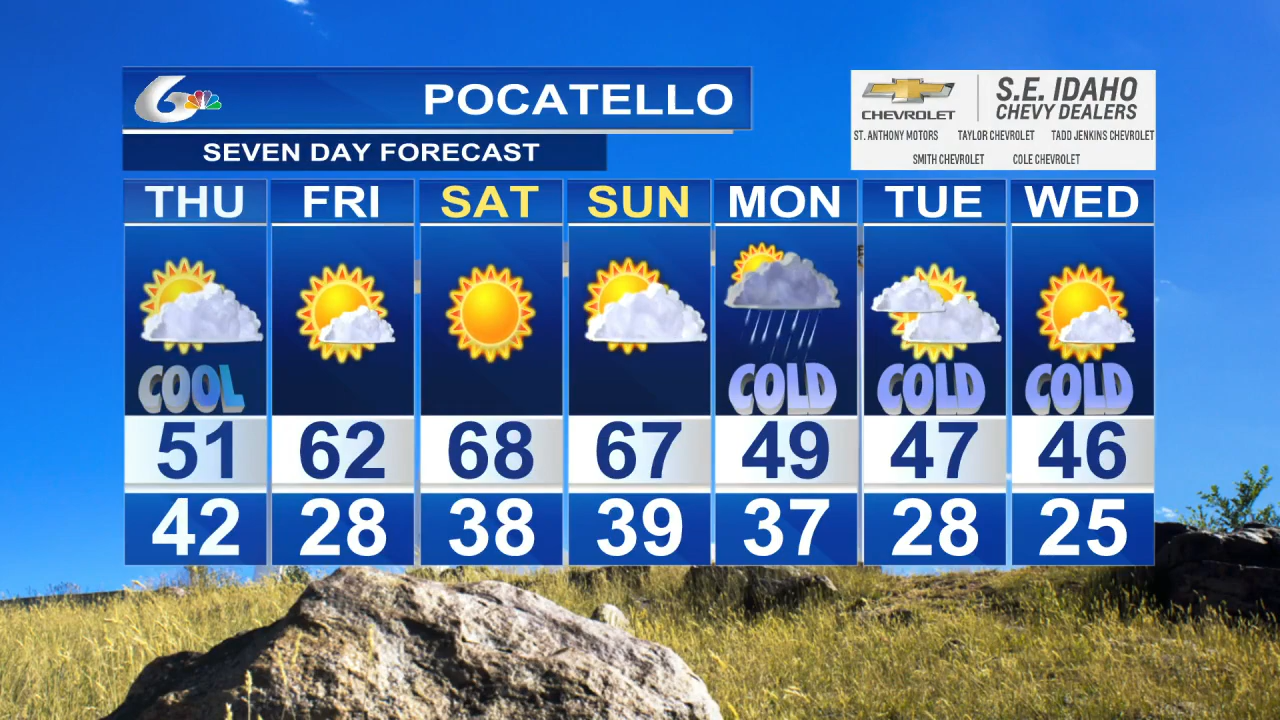 6
POCATELLO
SEVEN DAY FORECAST
CHEVROLET
S.E. IDAHO
CHEVY DEALERS
ST. ANTHONY MOTORS TAYLOR CHEVROLET TADD JENKINS CHEVROLET
SMITH CHEVROLET COLE CHEVROLET
THU FRI SAT SUN MON TUE WED
COOL COLD COLD COLD
51 62 68 67 49 47 46
42 28 38 39 37 28 25